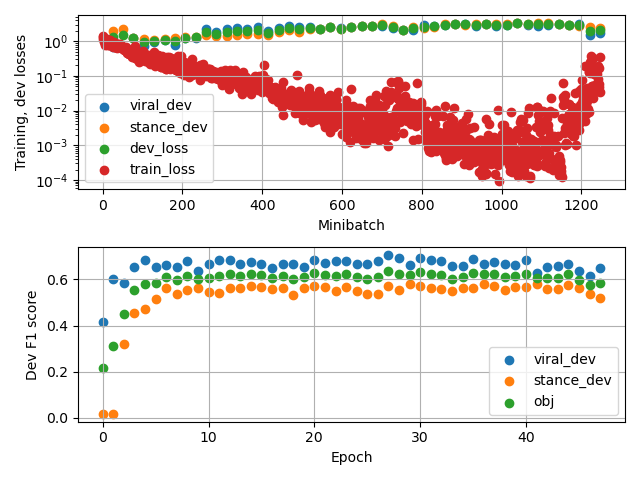 Training, dev losses
10⁰
10⁻¹
10⁻²
10⁻³
10⁻⁴
viral_dev
stance_dev
dev_loss
train_loss
0 200 400 600 800 1000 1200
Minibatch
Dev F1 score
0.6
0.4
0.2
0.0
viral_dev
stance_dev
obj
0 10 20 30 40
Epoch